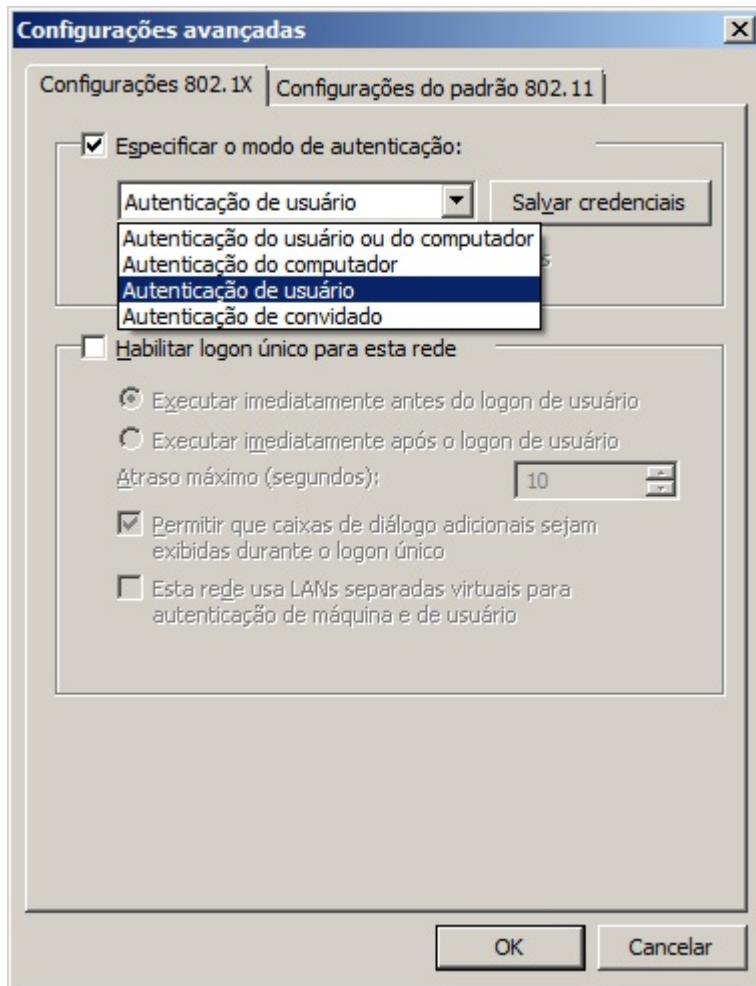 Configurações avançadas
Configurações 802.1X
Configurações do padrão 802.11
Especificar o modo de autenticação:
Autenticação de usuário
Salvar credenciais
Autenticação do usuário ou do computador
Autenticação do computador
Autenticação de usuário
Autenticação de convidado
Habilitar logon único para esta rede
Executar imediatamente antes do logon de usuário
Executar imediatamente após o logon de usuário
Atraso máximo (segundos):
10
Permitir que caixas de diálogo adicionais sejam
exibidas durante o logon único
Esta rede usa LANs separadas virtuais para
autenticação de máquina e de usuário
OK
Cancelar